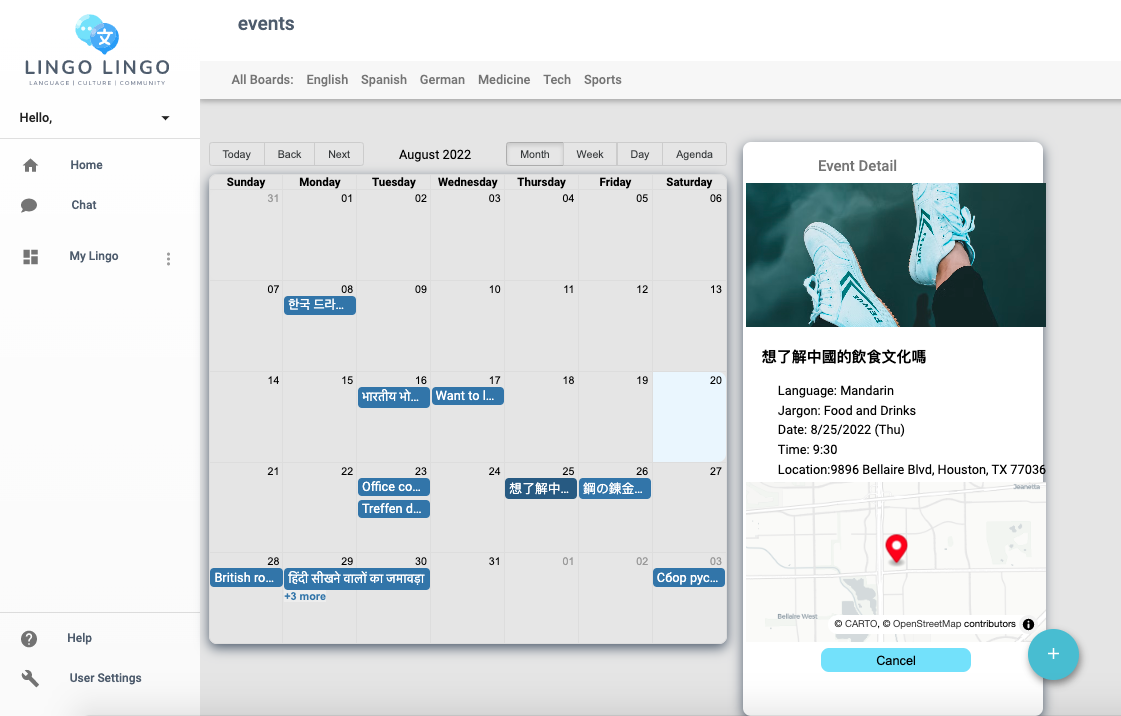 events
LINGO LINGO
LANGUAGE | CULTURE | COMMUNITY
All Boards: English Spanish German Medicine Tech Sports
Hello,
Home
Chat
My Lingo
Help
User Settings
Today Back Next August 2022 Month Week Day Agenda
Sunday Monday Tuesday Wednesday Thursday Friday Saturday
31 01 02 03 04 05 06
07 08 09 10 11 12 13
한국 드라...
14 15 16 17 18 19 20
भारतीय भो... Want to l...
21 22 23 24 25 26 27
Office co... 想了解中... 鋼の錬金...
Treffen d...
28 29 30 31 01 02 03
British ro... हिंदी सीखने वालों का जमावड़ा Сбор рус...
+3 more
Event Detail
FEIYUE
FEIYUE
想了解中國的飲食文化嗎
Language: Mandarin
Jargon: Food and Drinks
Date: 8/25/2022 (Thu)
Time: 9:30
Location:9896 Bellaire Blvd, Houston, TX 77036
Jeanetta
Bellaire West
© CARTO, © OpenStreetMap contributors
Cancel
+